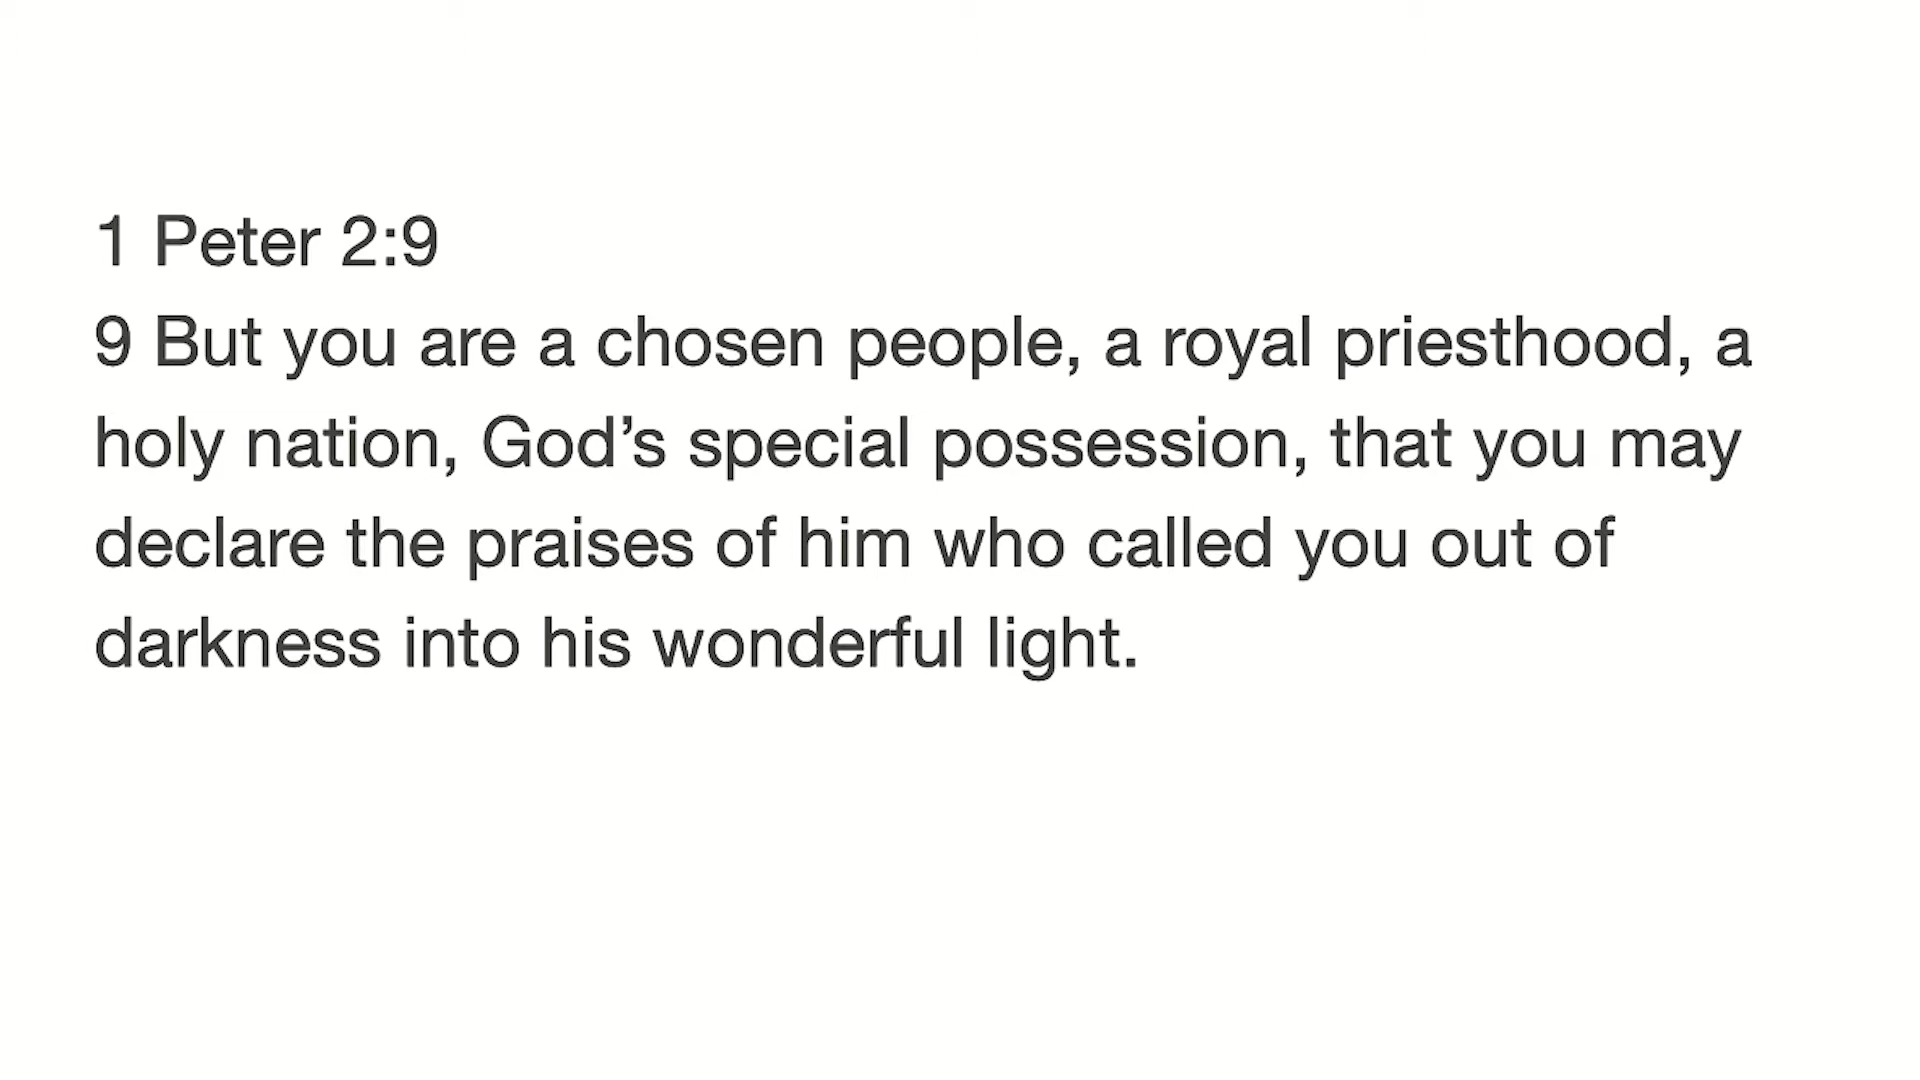 1 Peter 2:9
9 But you are a chosen people, a royal priesthood, a
holy nation, God’s special possession, that you may
declare the praises of him who called you out of
darkness into his wonderful light.